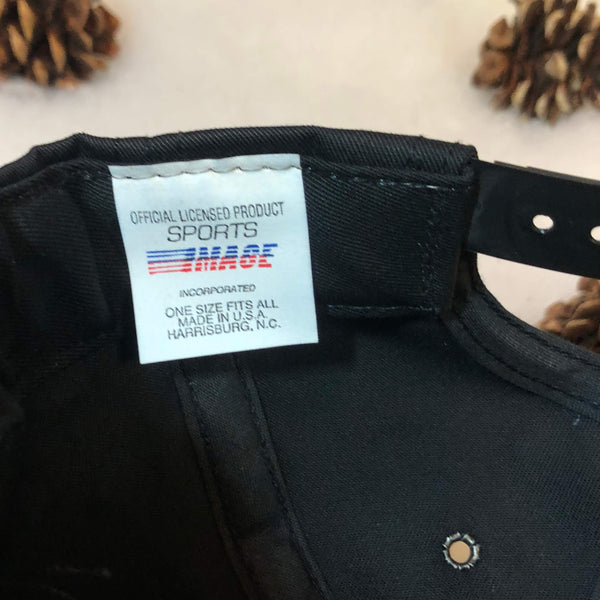 OFFICIAL LICENSED PRODUCT
SPORTS
IMAGE
INCORPORATED
ONE SIZE FITS ALL
MADE IN U.S.A.
HARRISBURG, N.C.